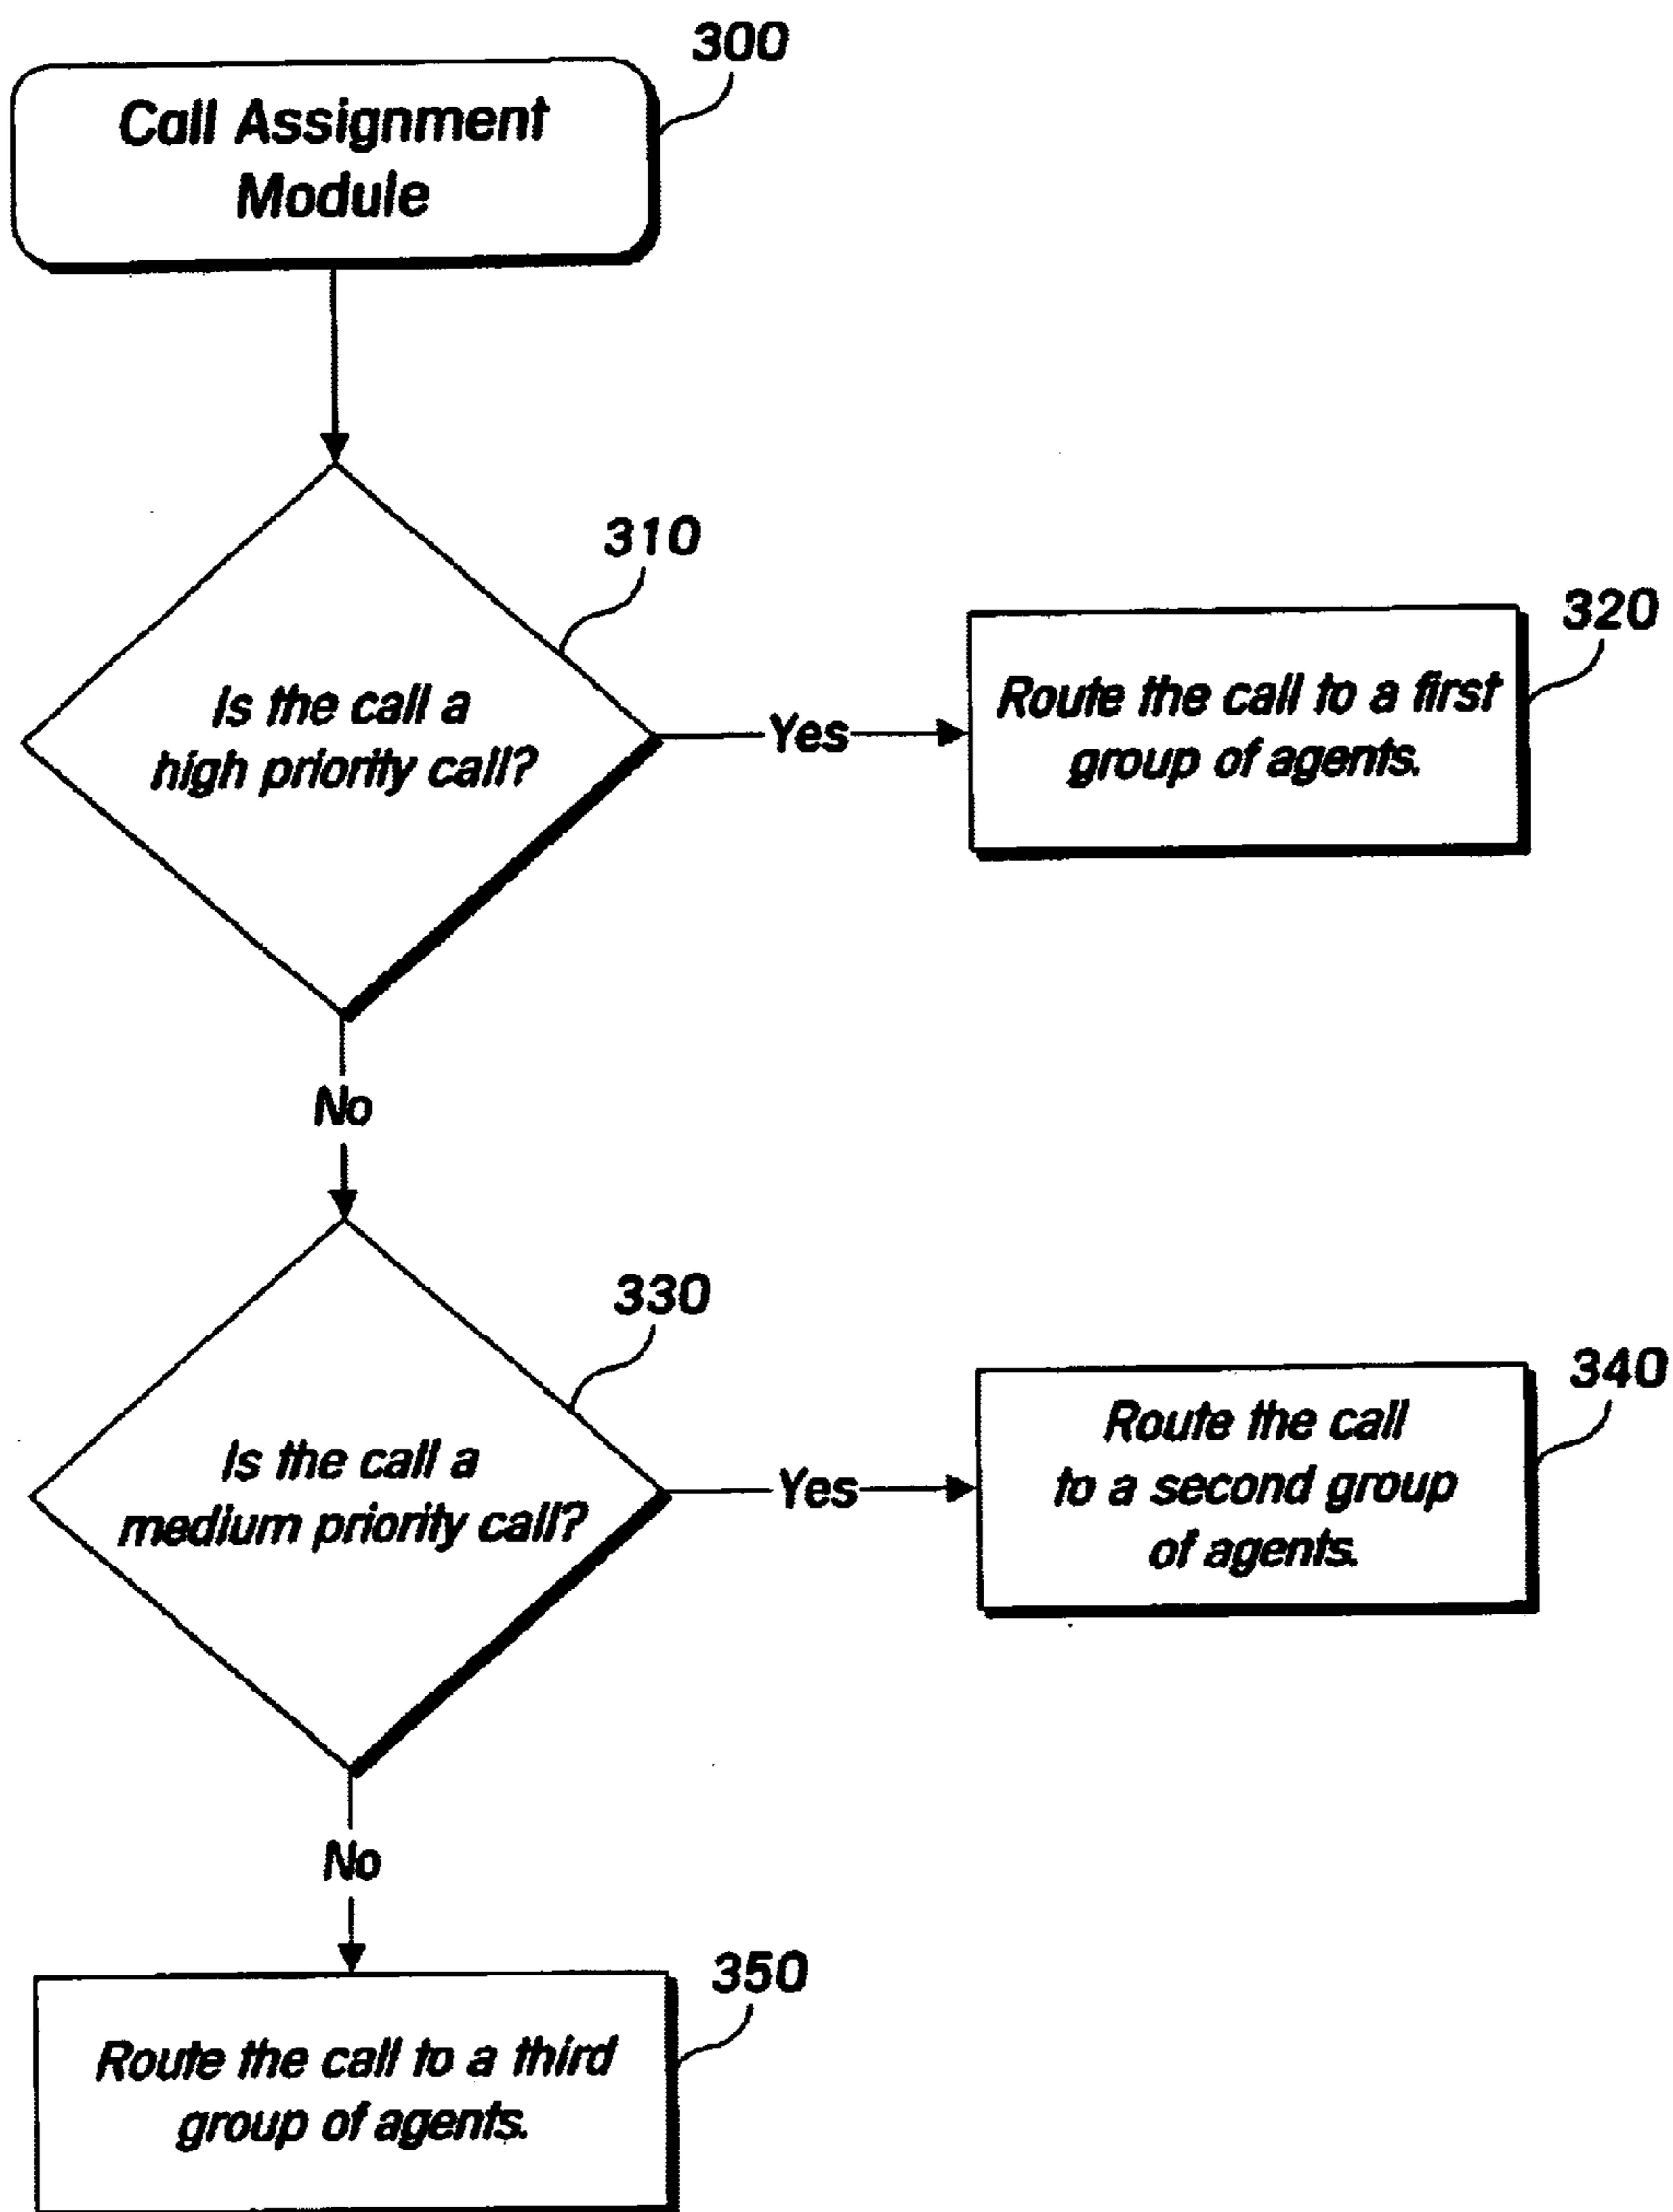 300
Call Assignment
Module
310
Is the call a
high priority call?
Yes
320
Route the call to a first
group of agents.
No
330
Is the call a
medium priority call?
Yes
340
Route the call
to a second group
of agents.
No
350
Route the call to a third
group of agents.